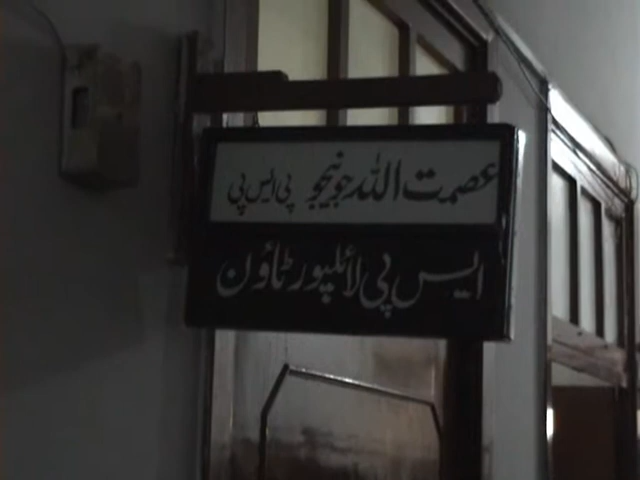 عصمت اللہ جونیجو پی ایس پی
ایس پی لائلپور ٹاؤن